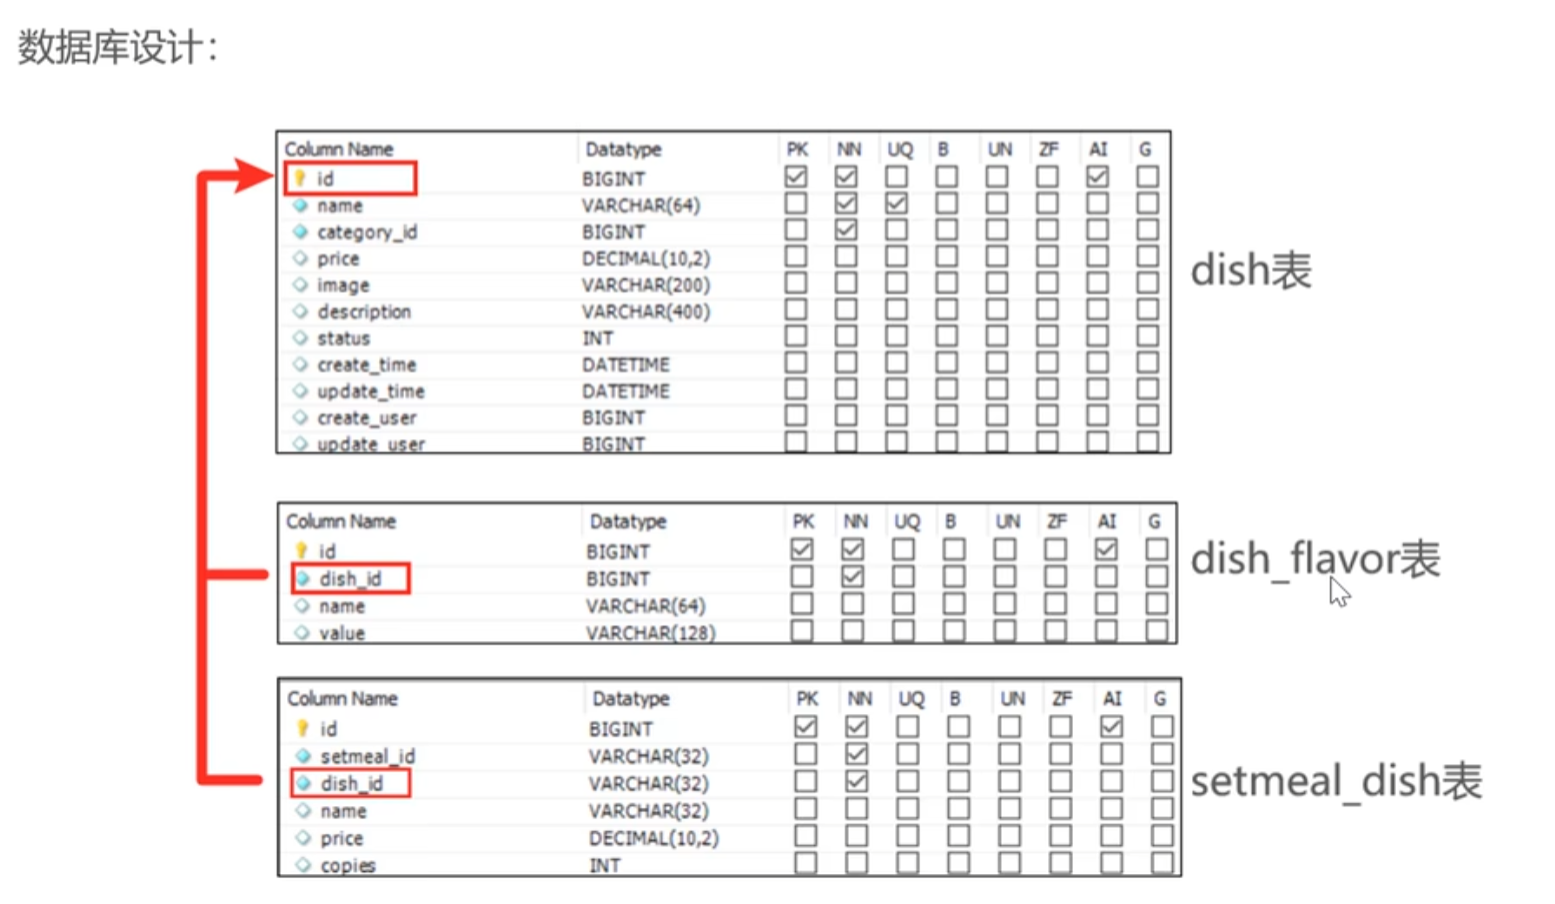 数据库设计:
Column Name Datatype PK NN UQ B UN ZF AI G
id BIGINT
name VARCHAR(64)
category_id BIGINT
price DECIMAL(10,2)
image VARCHAR(200)
description VARCHAR(400)
status INT
create_time DATETIME
update_time DATETIME
create_user BIGINT
update_user BIGINT
dish表
Column Name Datatype PK NN UQ B UN ZF AI G
id BIGINT
dish_id BIGINT
name VARCHAR(64)
value VARCHAR(128)
dish_flavor表
Column Name Datatype PK NN UQ B UN ZF AI G
id BIGINT
setmeal_id VARCHAR(32)
dish_id VARCHAR(32)
name VARCHAR(32)
price DECIMAL(10,2)
copies INT
setmeal_dish表